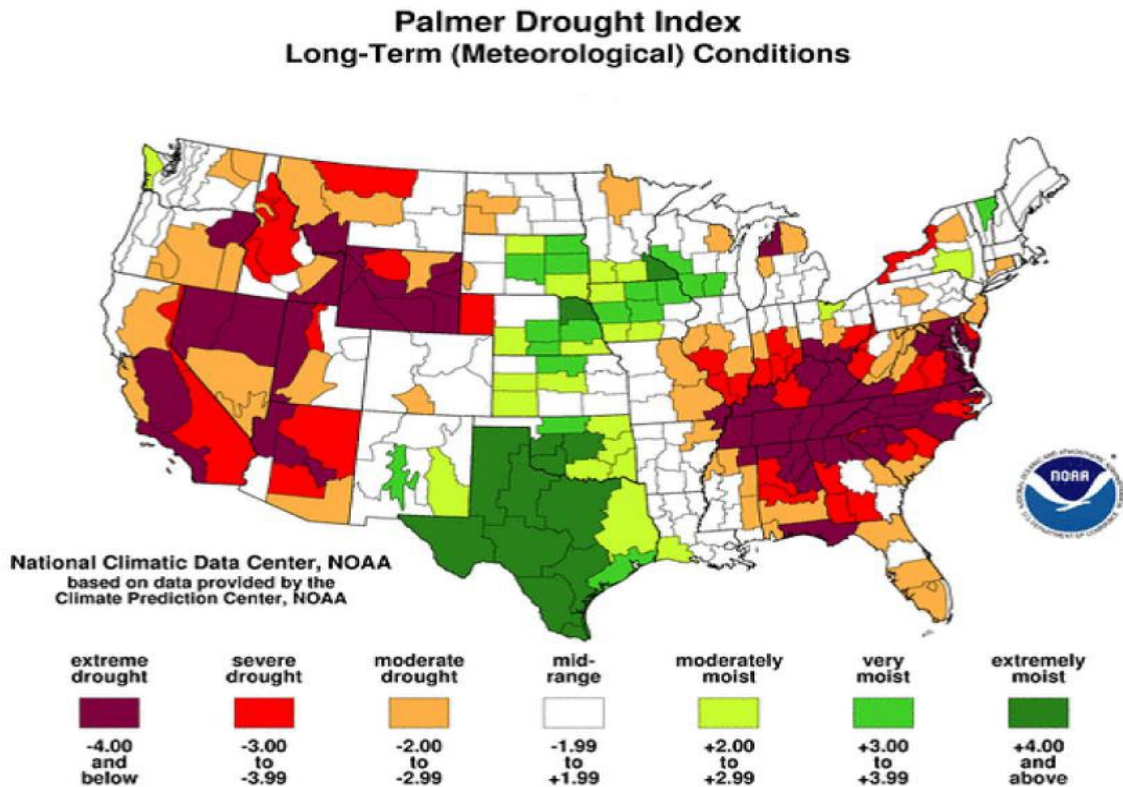 Palmer Drought Index
Long-Term (Meteorological) Conditions
NOAA
National Climatic Data Center, NOAA
based on data provided by the
Climate Prediction Center, NOAA
extreme drought
severe drought
moderate drought
mid-range
moderately moist
very moist
extremely moist
-4.00 and below
-3.00 to -3.99
-2.00 to -2.99
-1.99 to +1.99
+2.00 to +2.99
+3.00 to +3.99
+4.00 and above